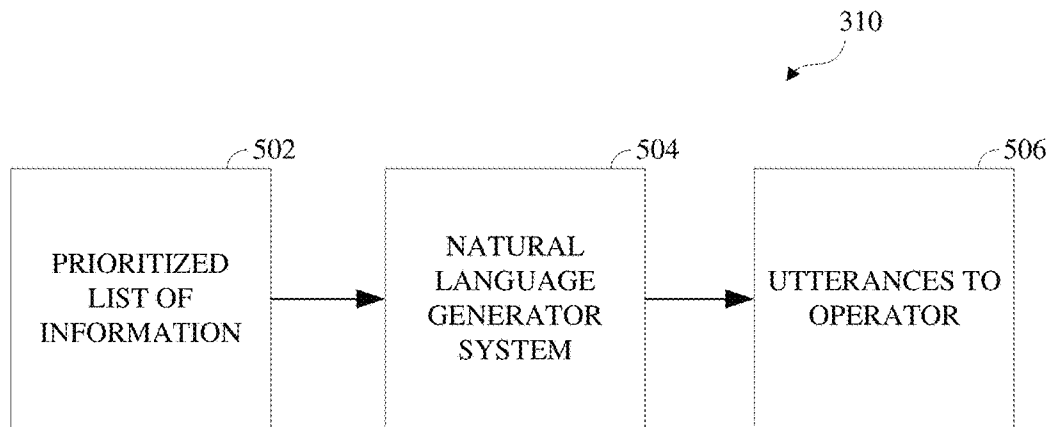 310
502
504
506
PRIORITIZED
LIST OF
INFORMATION
NATURAL
LANGUAGE
GENERATOR
SYSTEM
UTTERANCES TO
OPERATOR